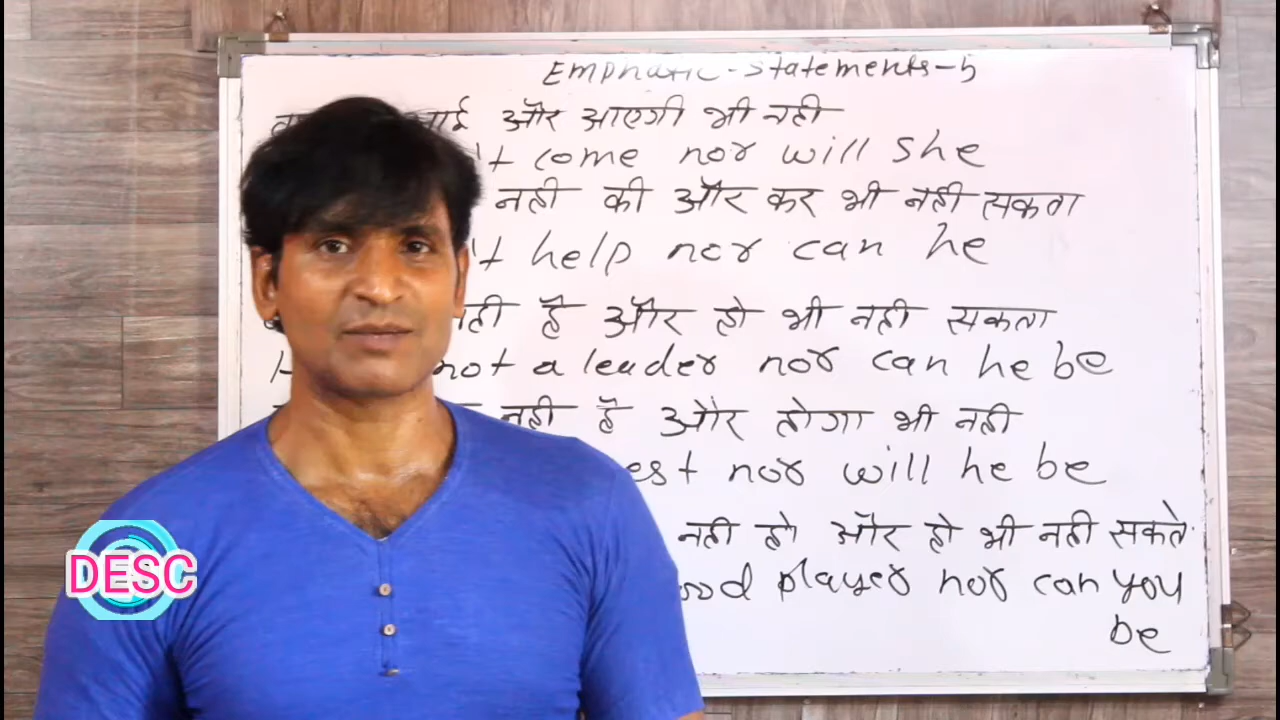 Emphatic-Statements-5
और आएगी भी नही
come nor will she
नही की और कर भी नही सकता
help nor can he
नही है और हो भी नही सकता
not a leader nor can he be
नही है और होगा भी नही
est nor will he be
नही हो और हो भी नही सकते
ood player nor can you
be
DESC